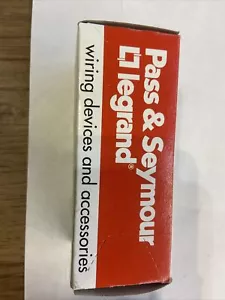 Pass & Seymour
legrand®
wiring devices and accessories